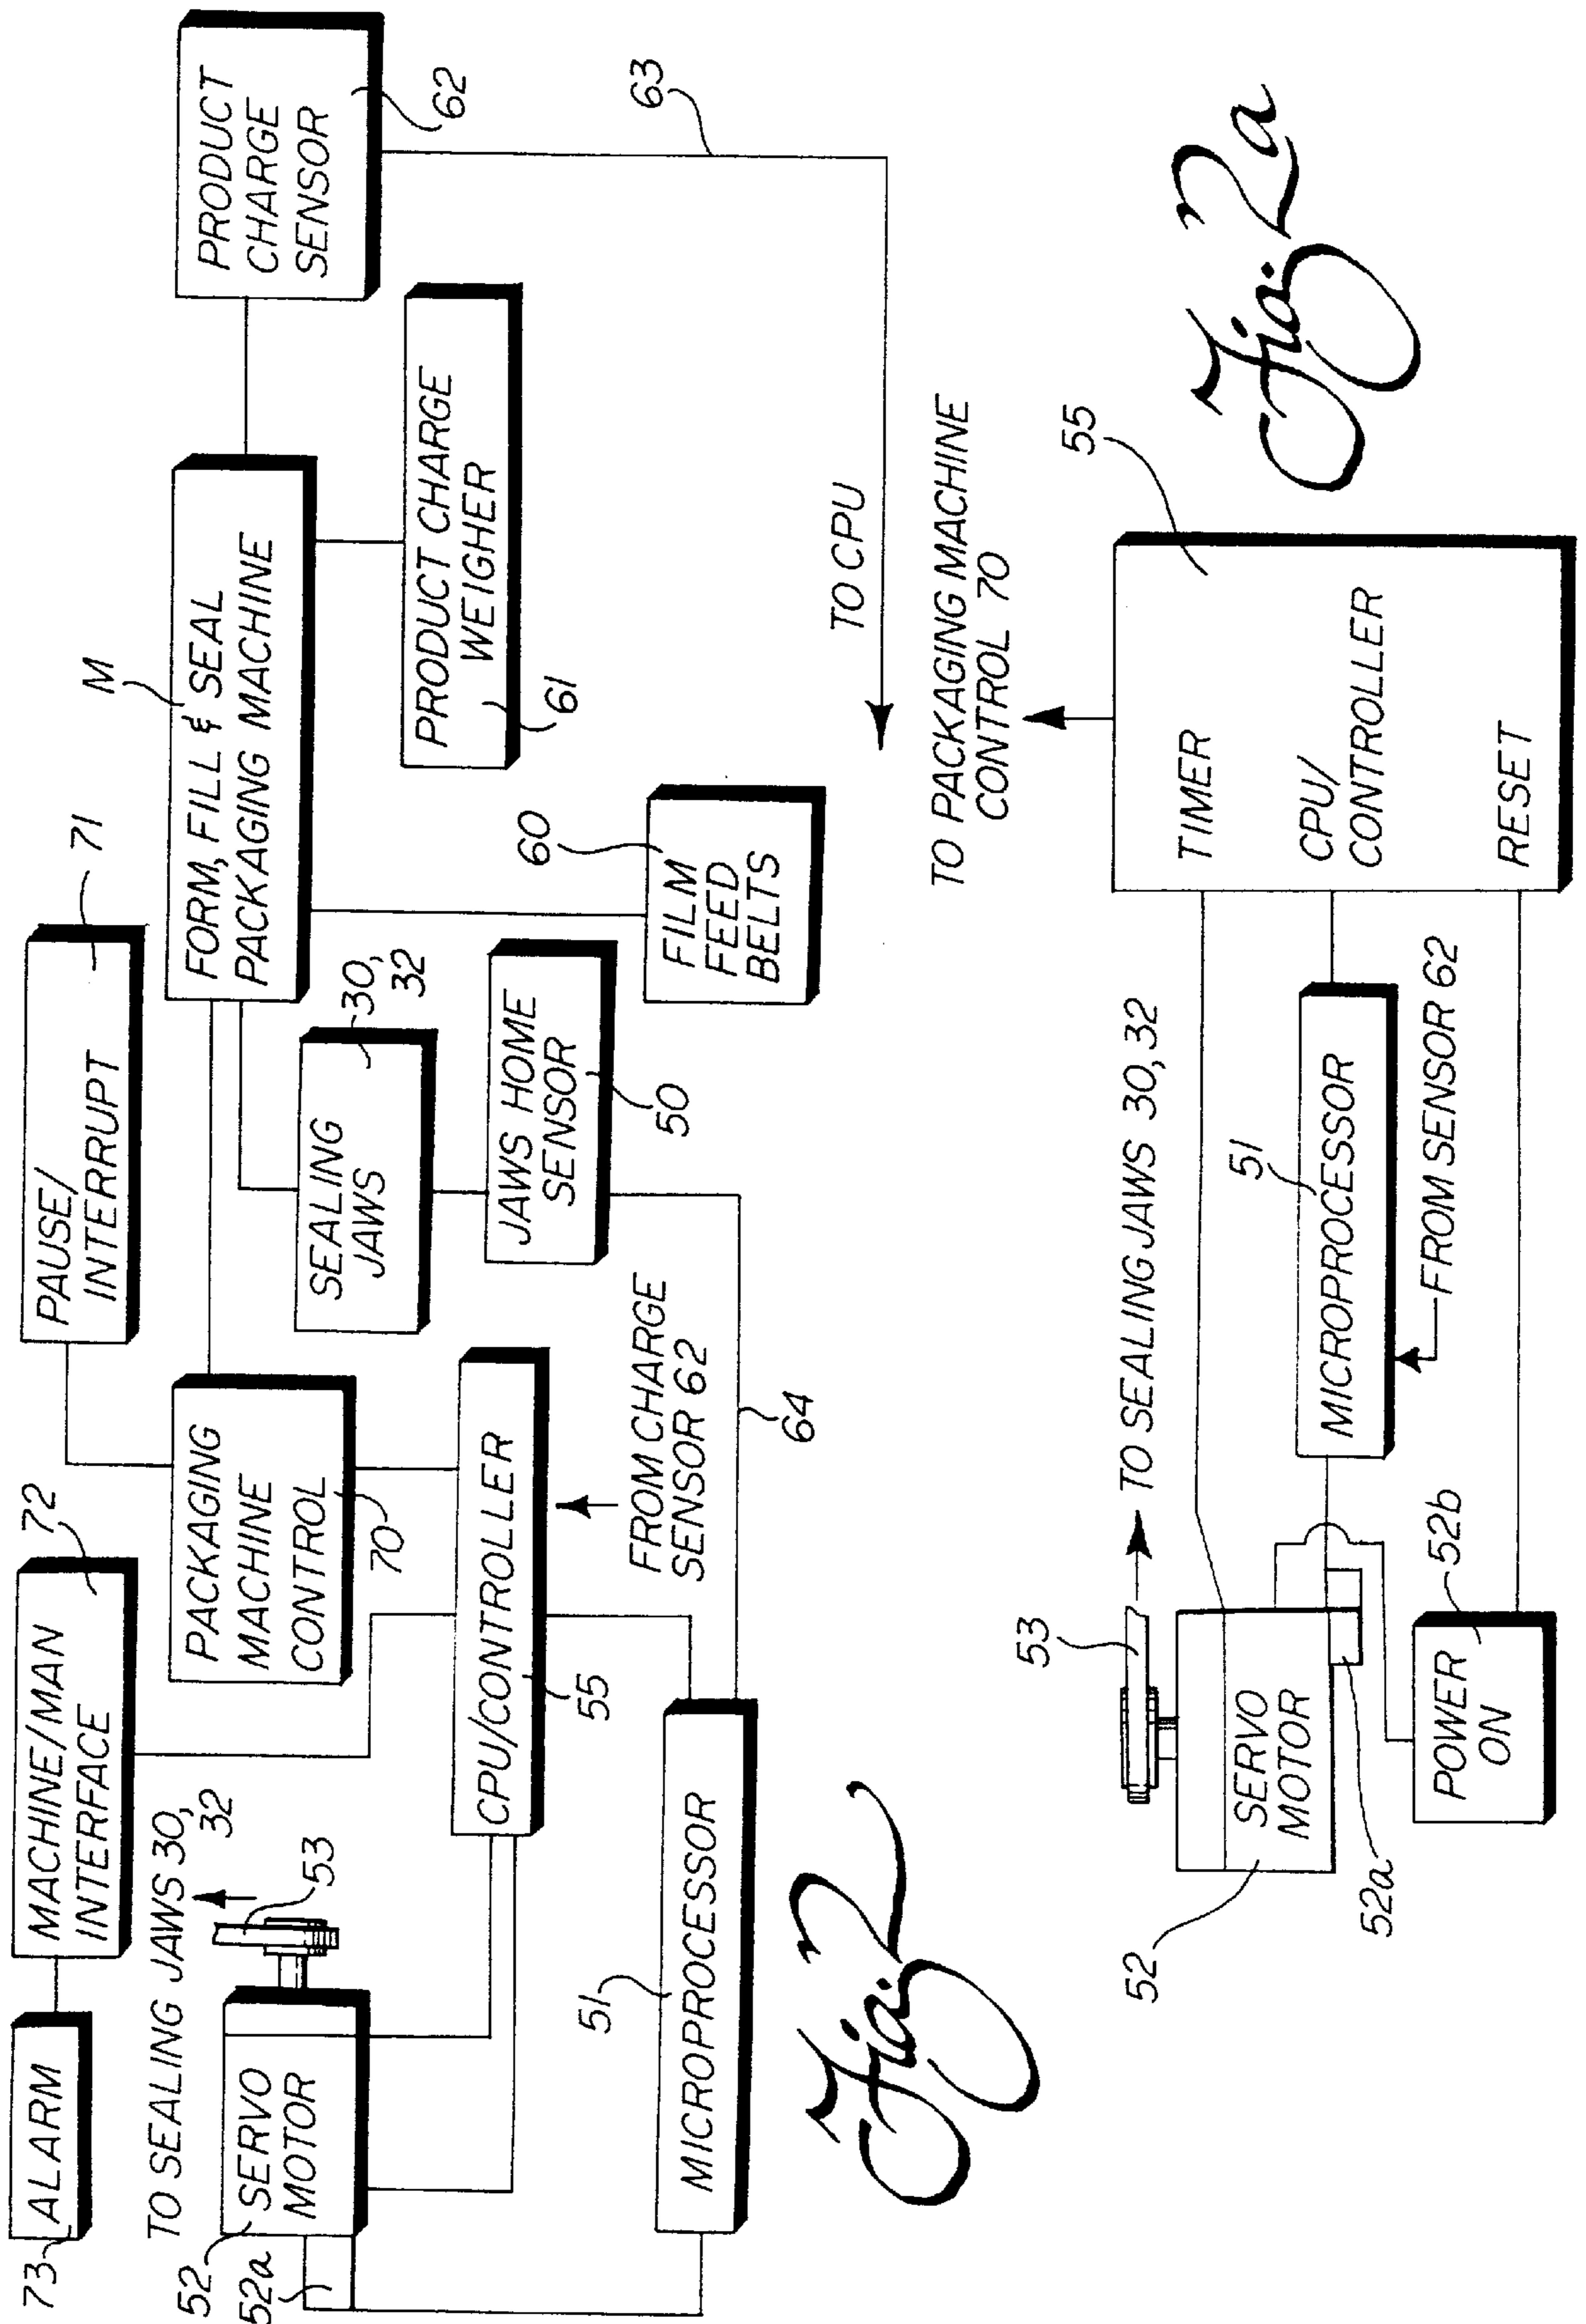 73
ALARM
72
MACHINE/MAN
INTERFACE
71
PAUSE/
INTERRUPT
TO SEALING JAWS 30,
32
53
52
SERVO
MOTOR
52a
PACKAGING
MACHINE
CONTROL
70
CPU/CONTROLLER
55
FROM CHARGE
SENSOR 62
51
MICROPROCESSOR
64
M
FORM, FILL & SEAL
PACKAGING MACHINE
SEALING
JAWS
30,
32
JAWS HOME
SENSOR
50
60
FILM
FEED
BELTS
PRODUCT CHARGE
WEIGHER
61
PRODUCT
CHARGE
SENSOR
62
63
TO CPU
Fig. 2
53
TO SEALING JAWS 30, 32
52
SERVO
MOTOR
52a
POWER
ON
52b
51
MICROPROCESSOR
FROM SENSOR 62
TO PACKAGING MACHINE
CONTROL 70
55
TIMER
CPU/
CONTROLLER
RESET
Fig. 2a